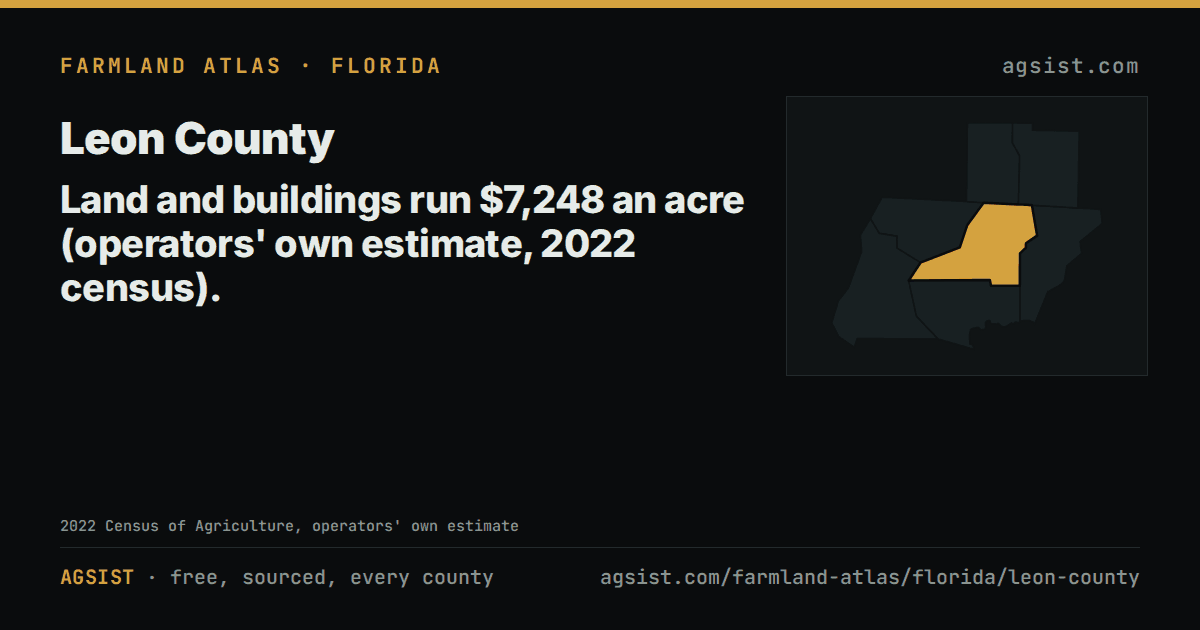 FARMLAND ATLAS · FLORIDA
agsist.com
Leon County
Land and buildings run $7,248 an acre
(operators' own estimate, 2022
census).
2022 Census of Agriculture, operators' own estimate
AGSIST · free, sourced, every county
agsist.com/farmland-atlas/florida/leon-county